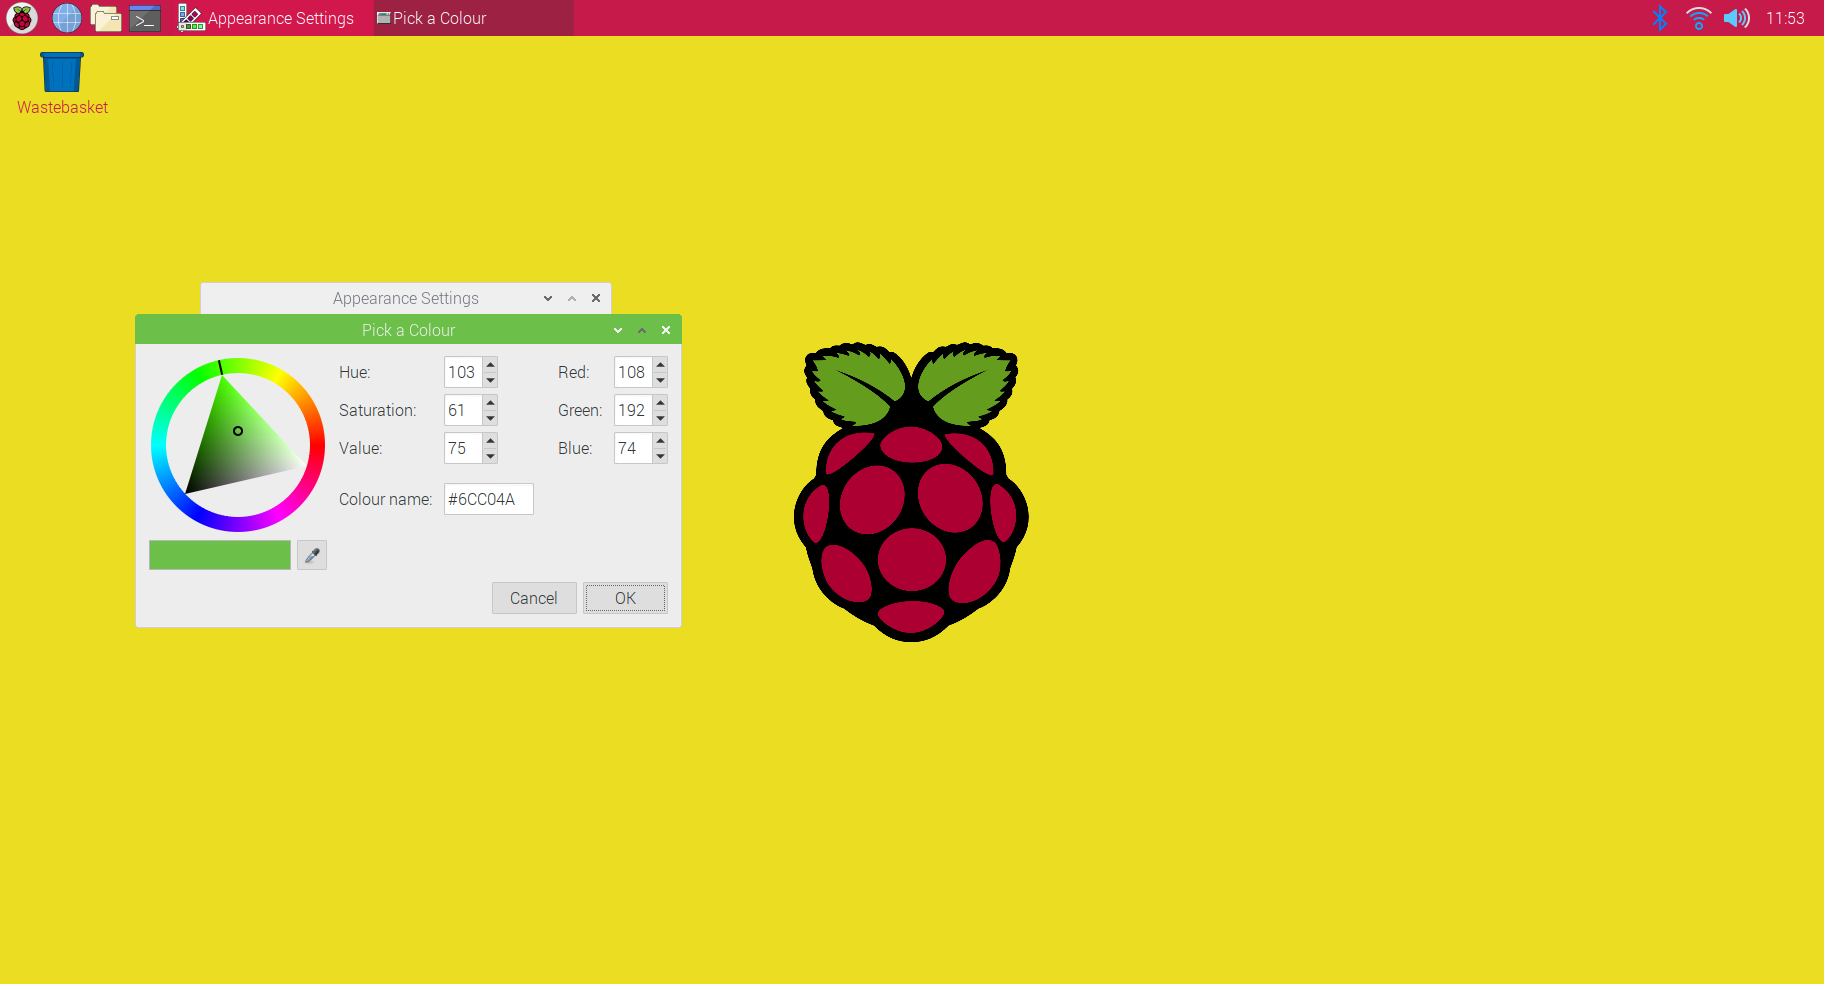 Appearance Settings
Pick a Colour
11:53
Wastebasket
Appearance Settings
Pick a Colour
Hue: 103
Red: 108
Saturation: 61
Green: 192
Value: 75
Blue: 74
Colour name: #6CC04A
Cancel
OK